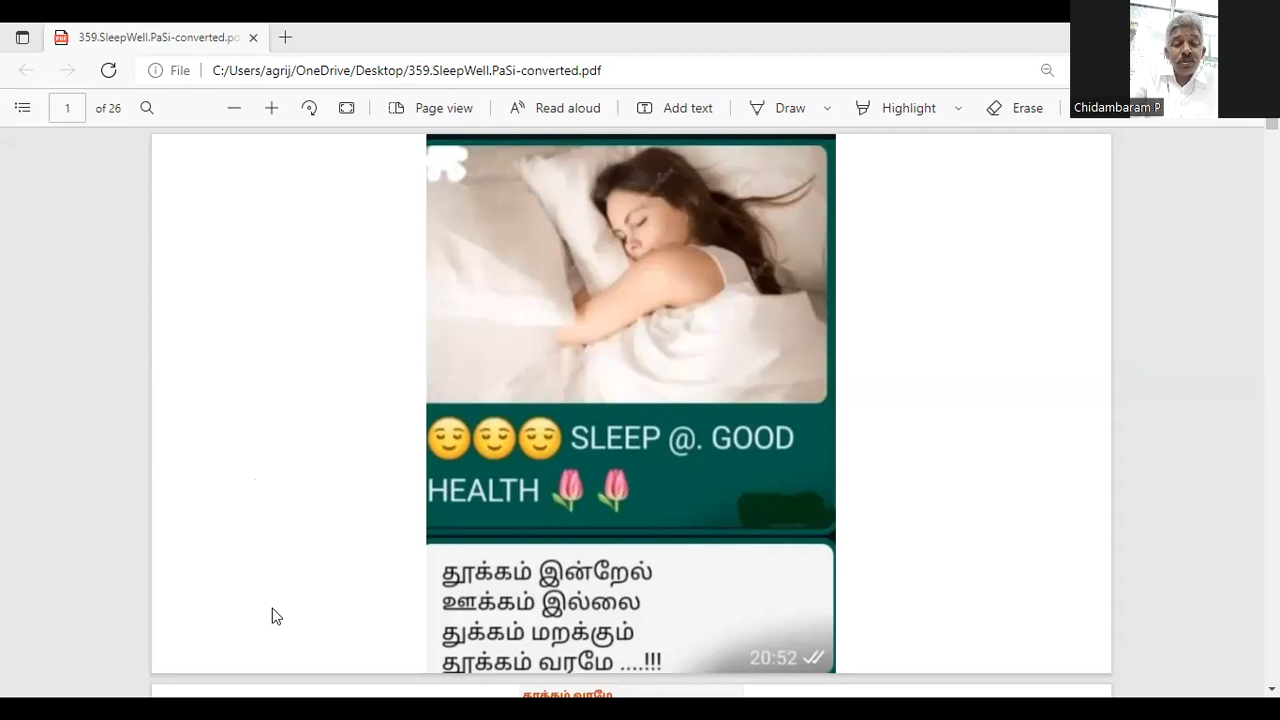 359.SleepWell.PaSi-converted.pd
File C:/Users/agrij/OneDrive/Desktop/359.SleepWell.PaSi-converted.pdf
1 of 26 Page view Read aloud Add text Draw Highlight Erase
Chidambaram P
SLEEP @. GOOD
HEALTH
தூக்கம் இன்றேல்
ஊக்கம் இல்லை
துக்கம் மறக்கும்
தூக்கம் வரமே ....!!!
20:52
தூக்கம் வரமே